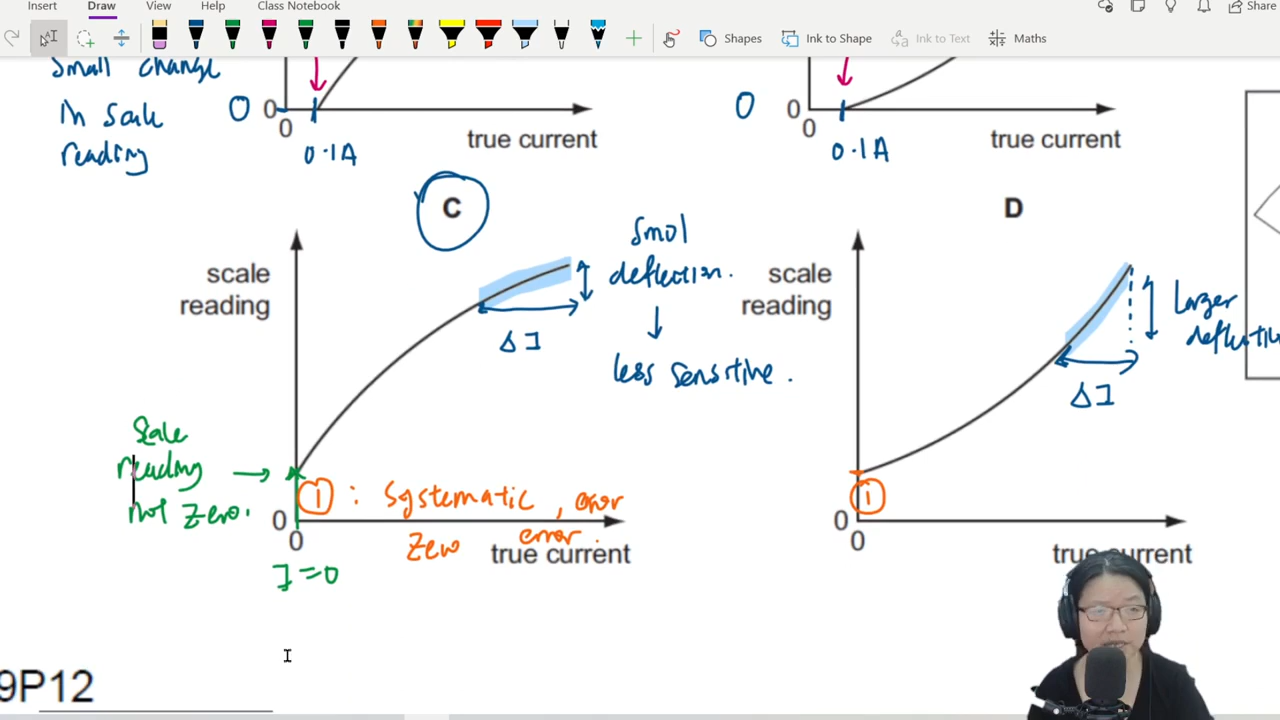 Insert Draw View Help Class Notebook
Share
Shapes Ink to Shape Ink to Text Maths
Small change
in scale
reading
0 0
0
0.1A
true current
0 0
0
0.1A
true current
C
scale
reading
Smol
deflection.
less sensitive.
ΔI
Scale
reading
not zero.
① : Systematic error,
zero error.
0
0
true current
I=0
D
scale
reading
Larger
ΔI
①
0
0
true current
9P12